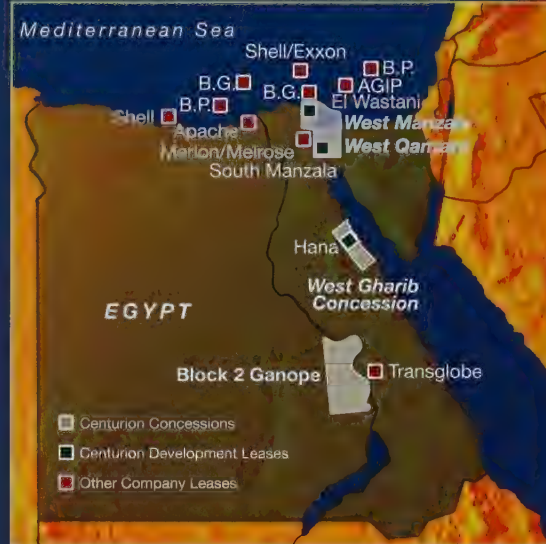 Mediterranean Sea
Shell/Exxon
B.P.
B.G.
AGIP
B.G.
B.P.
El Wastani
Shell
West Manzala
Apache
West Qantara
Merlon/Melrose
South Manzala
Hana
West Gharib
Concession
EGYPT
Block 2 Ganope
Transglobe
Centurion Concessions
Centurion Development Leases
Other Company Leases